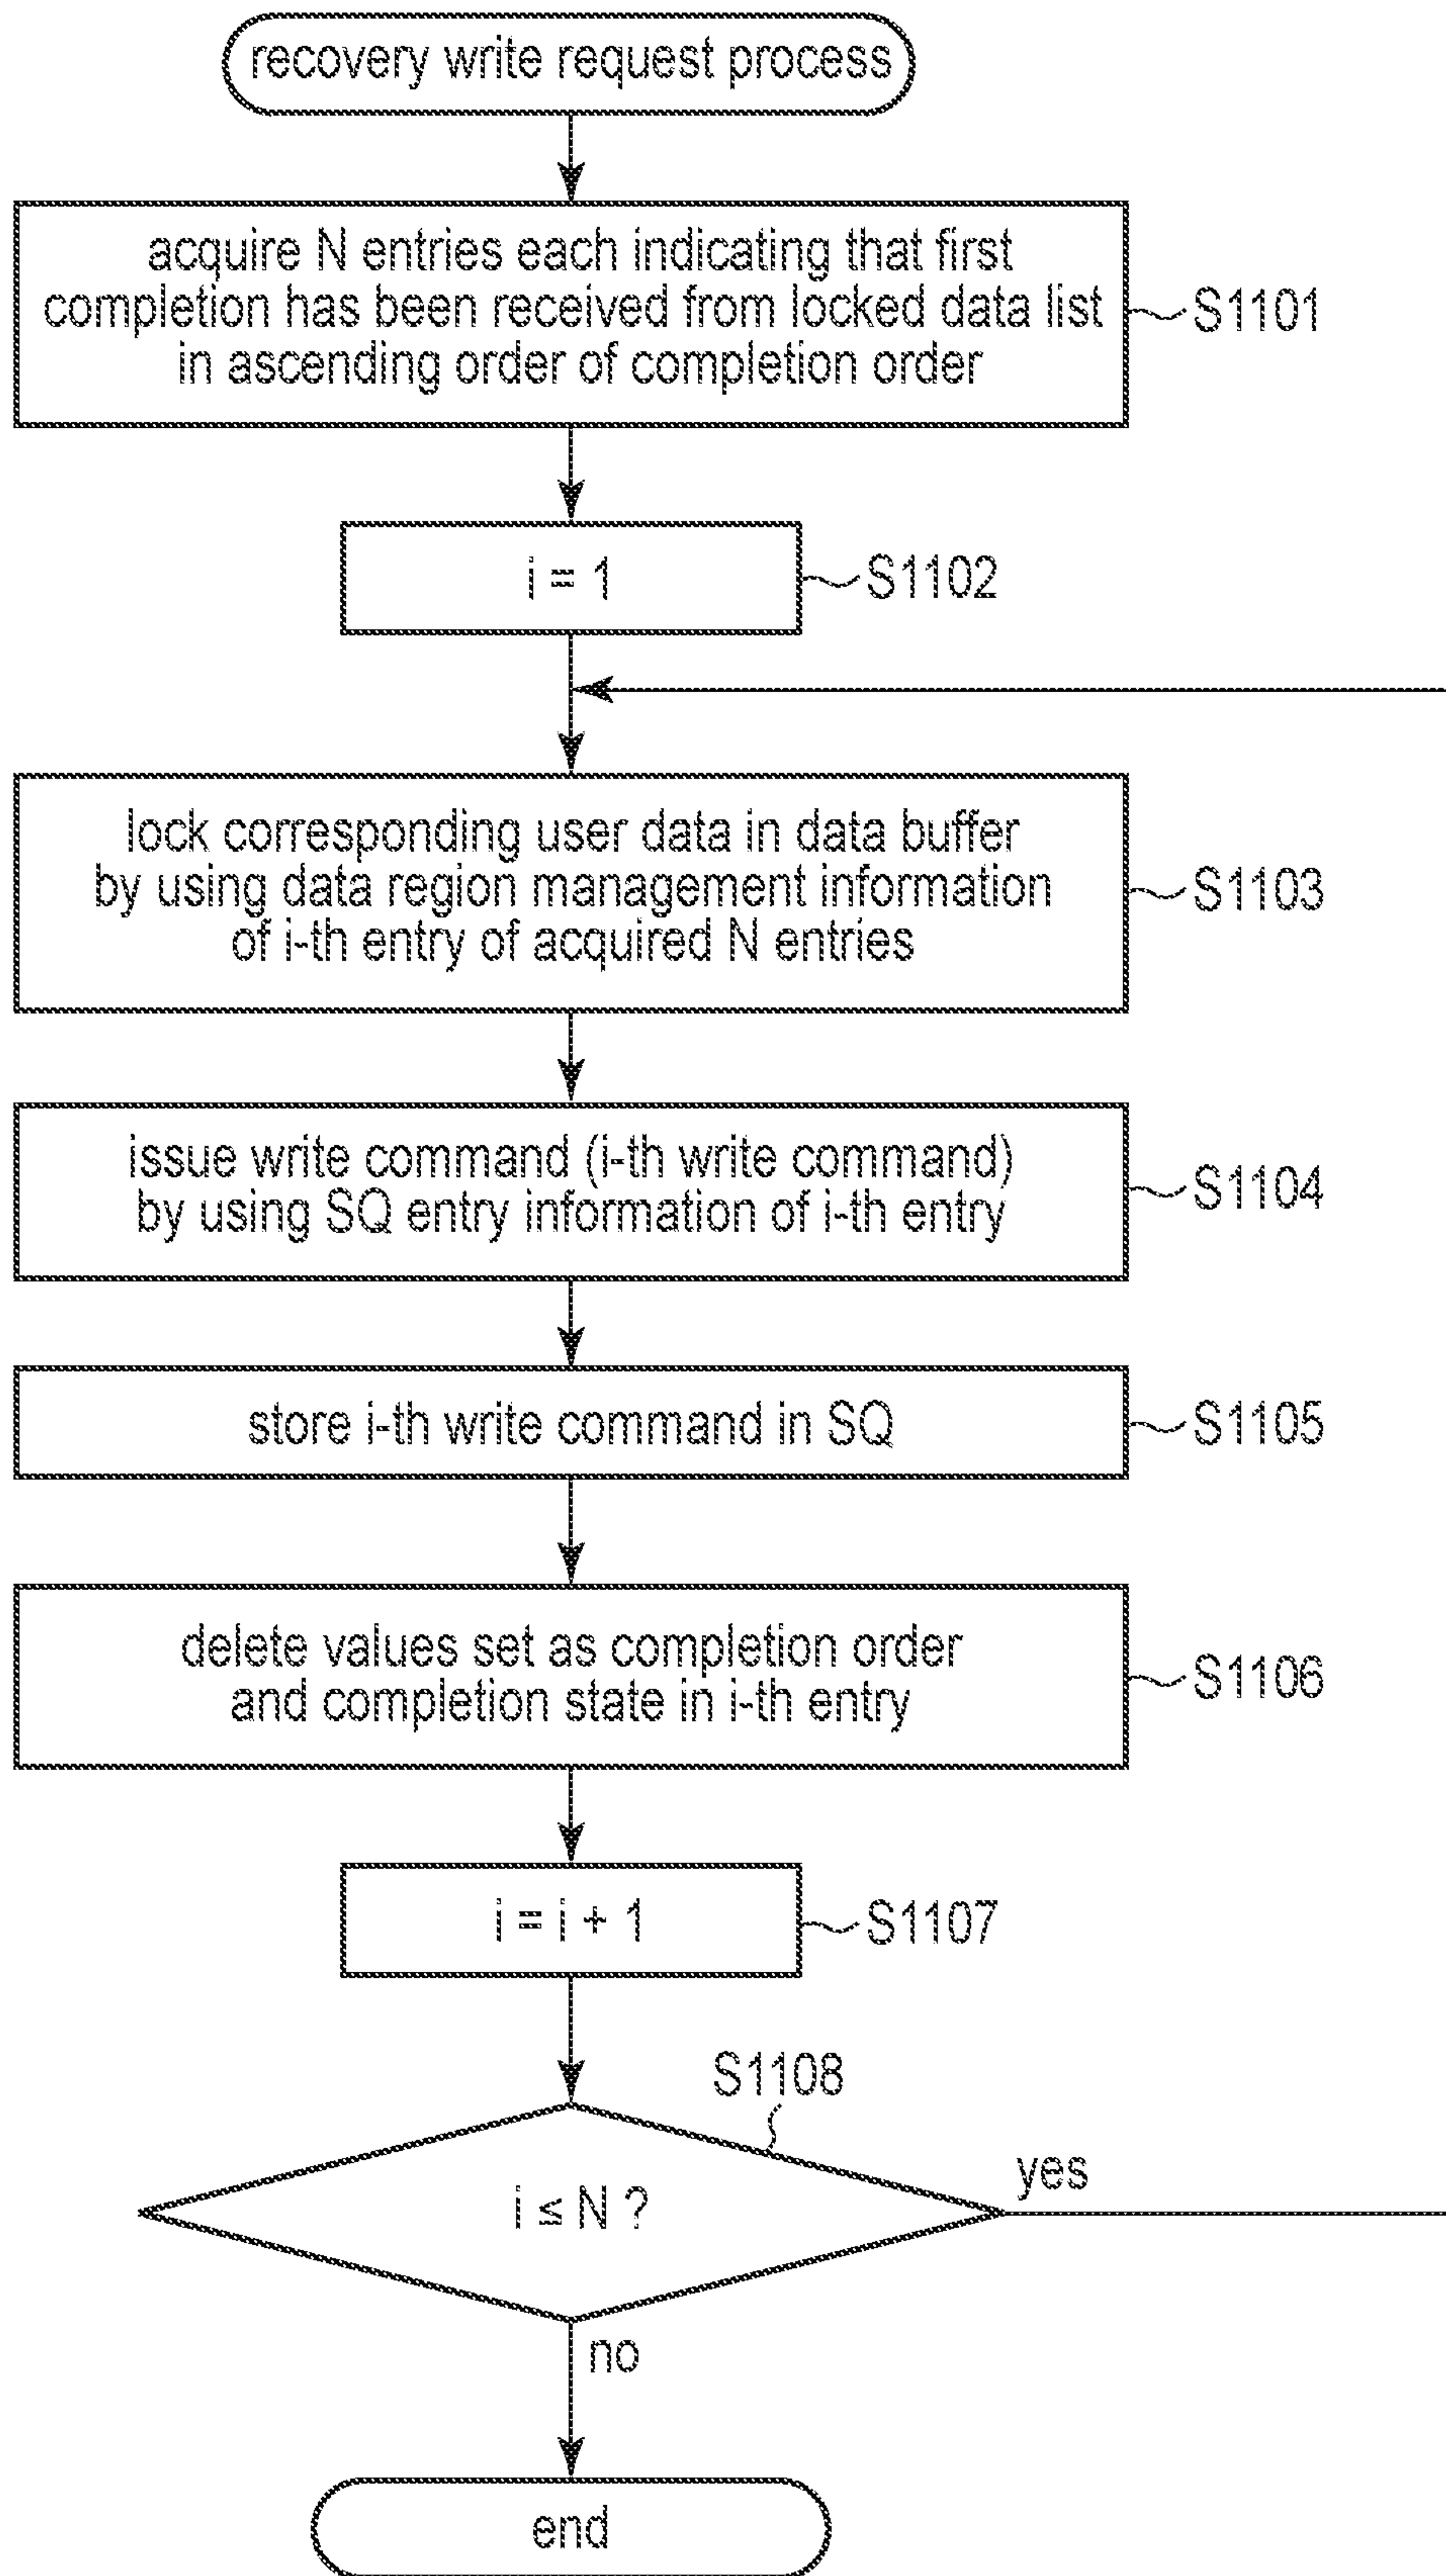 recovery write request process
acquire N entries each indicating that first
completion has been received from locked data list
in ascending order of completion order
S1101
i = 1
S1102
lock corresponding user data in data buffer
by using data region management information
of i-th entry of acquired N entries
S1103
issue write command (i-th write command)
by using SQ entry information of i-th entry
S1104
store i-th write command in SQ
S1105
delete values set as completion order
and completion state in i-th entry
S1106
i = i + 1
S1107
S1108
yes
i ≤ N ?
no
end